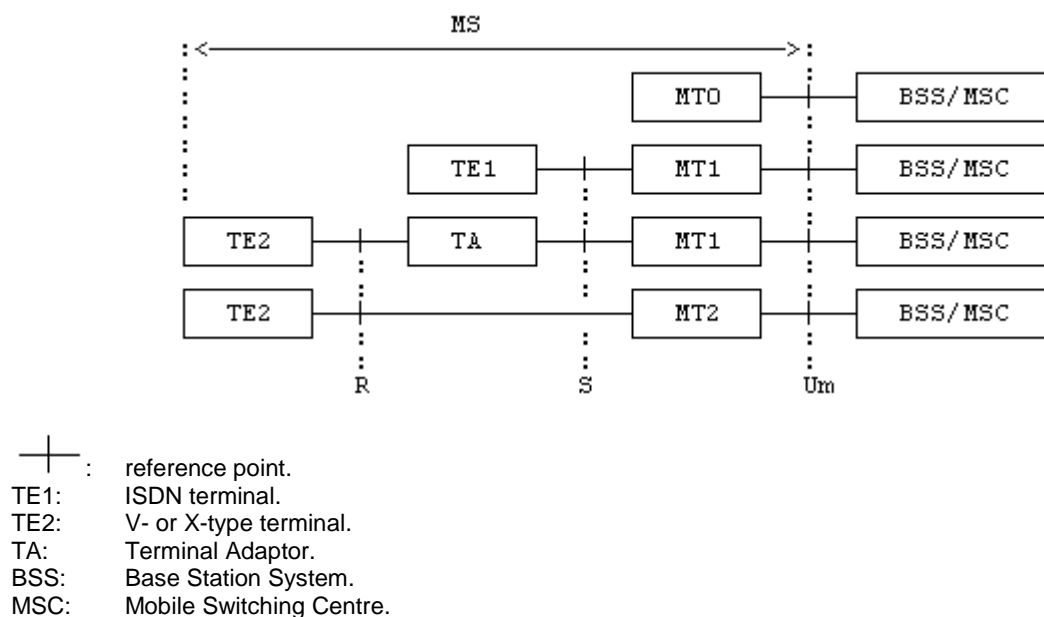 MS
MT0 BSS/MSC
TE1 MT1 BSS/MSC
TE2 TA MT1 BSS/MSC
TE2 MT2 BSS/MSC
R S Um
: reference point.
TE1: ISDN terminal.
TE2: V- or X-type terminal.
TA: Terminal Adaptor.
BSS: Base Station System.
MSC: Mobile Switching Centre.